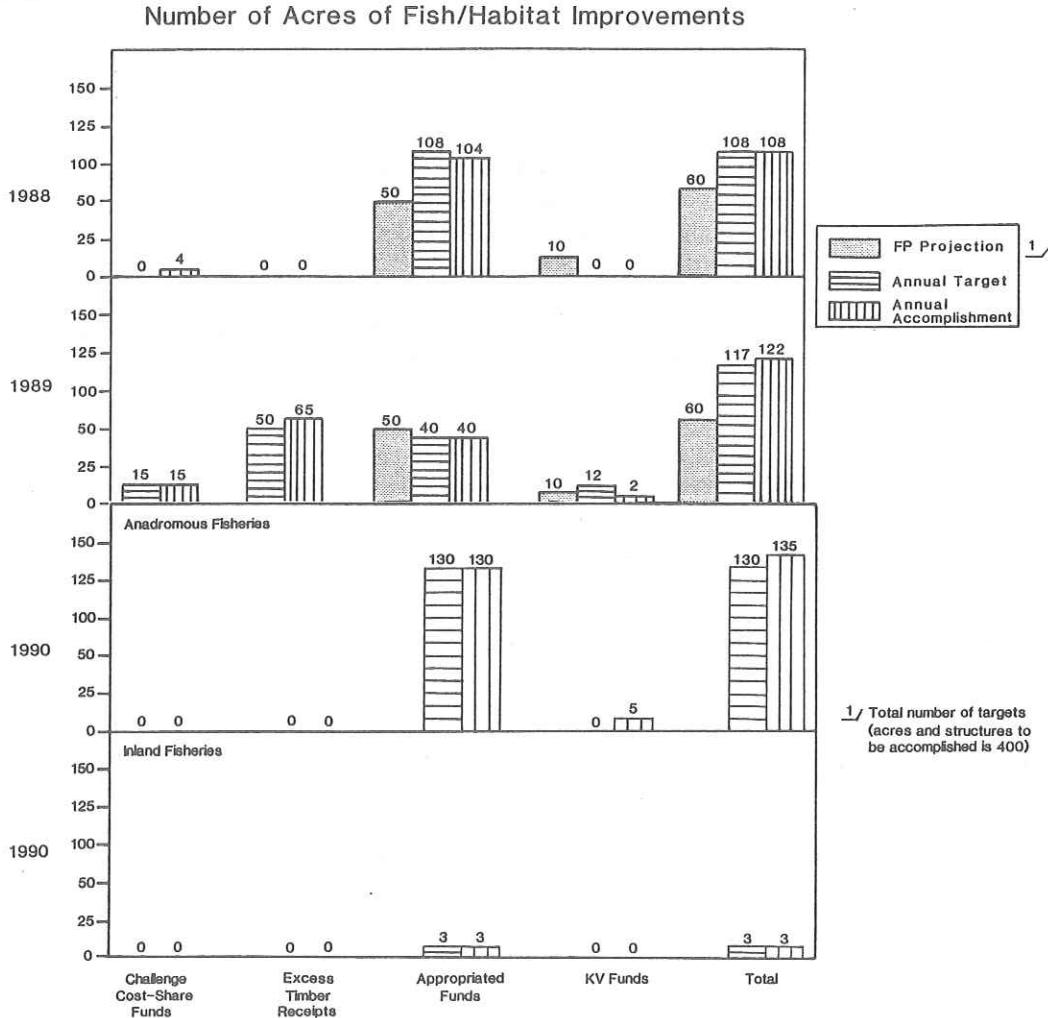 Number of Acres of Fish/Habitat Improvements
1988
150
125
100
50
25
0
0 4
0 0
50 108 104
10 0 0
60 108 108
FP Projection 1/
Annual Target
Annual
Accomplishment
1989
150
125
100
50
25
0
15 15
50 65
50 40 40
10 12 2
60 117 122
Anadromous Fisheries
1990
150
125
100
50
25
0
0 0
0 0
130 130
0 5
130 135
1/ Total number of targets
(acres and structures to
be accomplished is 400)
Inland Fisheries
1990
150
125
100
50
25
0
0 0
0 0
3 3
0 0
3 3
Challenge
Cost-Share
Funds
Excess
Timber
Receipts
Appropriated
Funds
KV Funds
Total